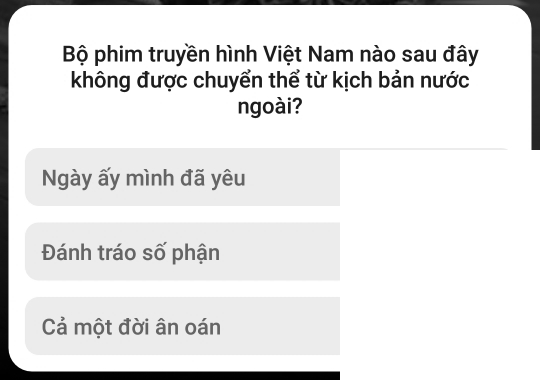 Bộ phim truyền hình Việt Nam nào sau đây
không được chuyển thể từ kịch bản nước
ngoài?
Ngày ấy mình đã yêu
Đánh tráo số phận
Cả một đời ân oán